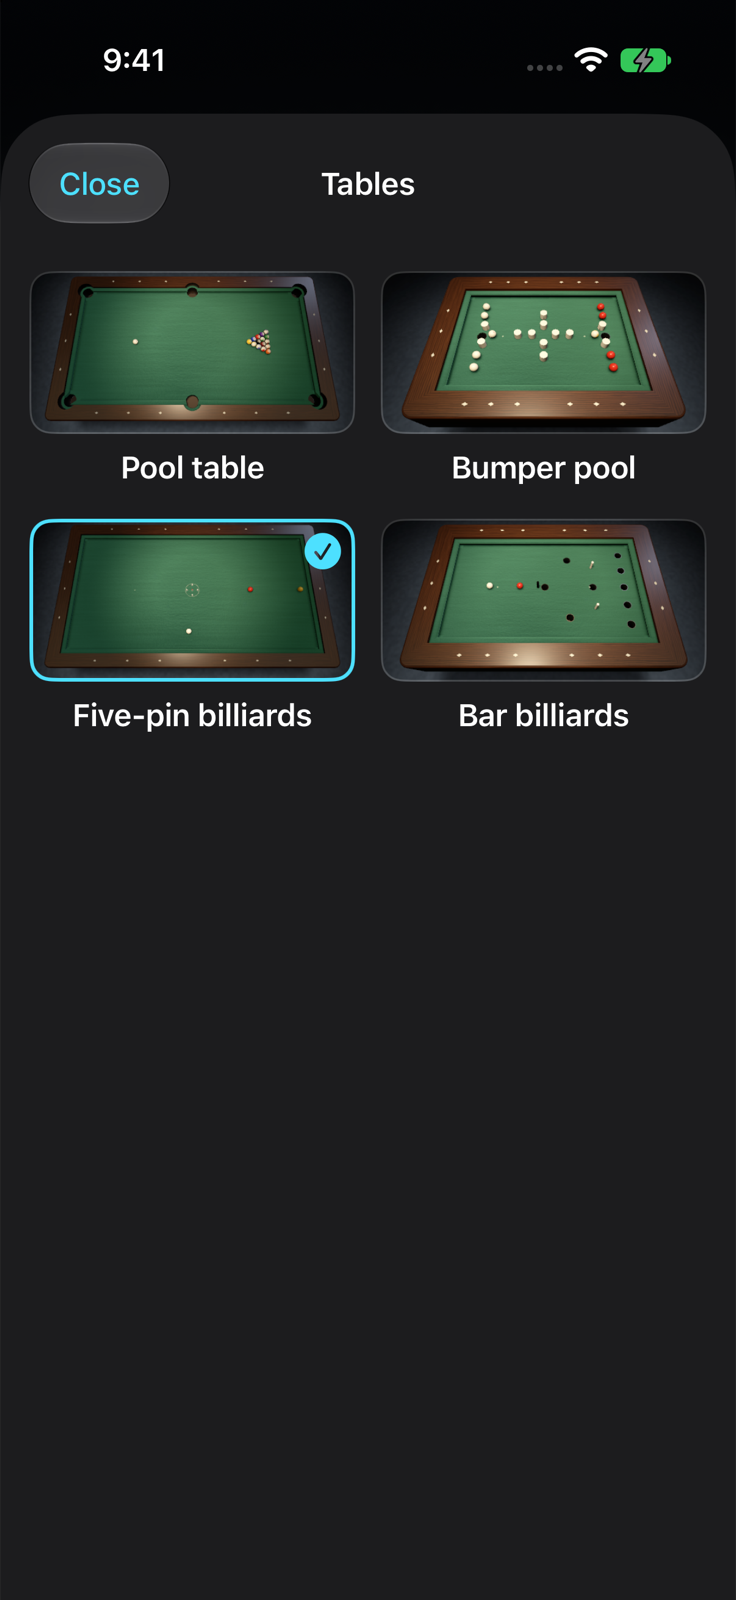 9:41
Close
Tables
Pool table
Bumper pool
Five-pin billiards
Bar billiards